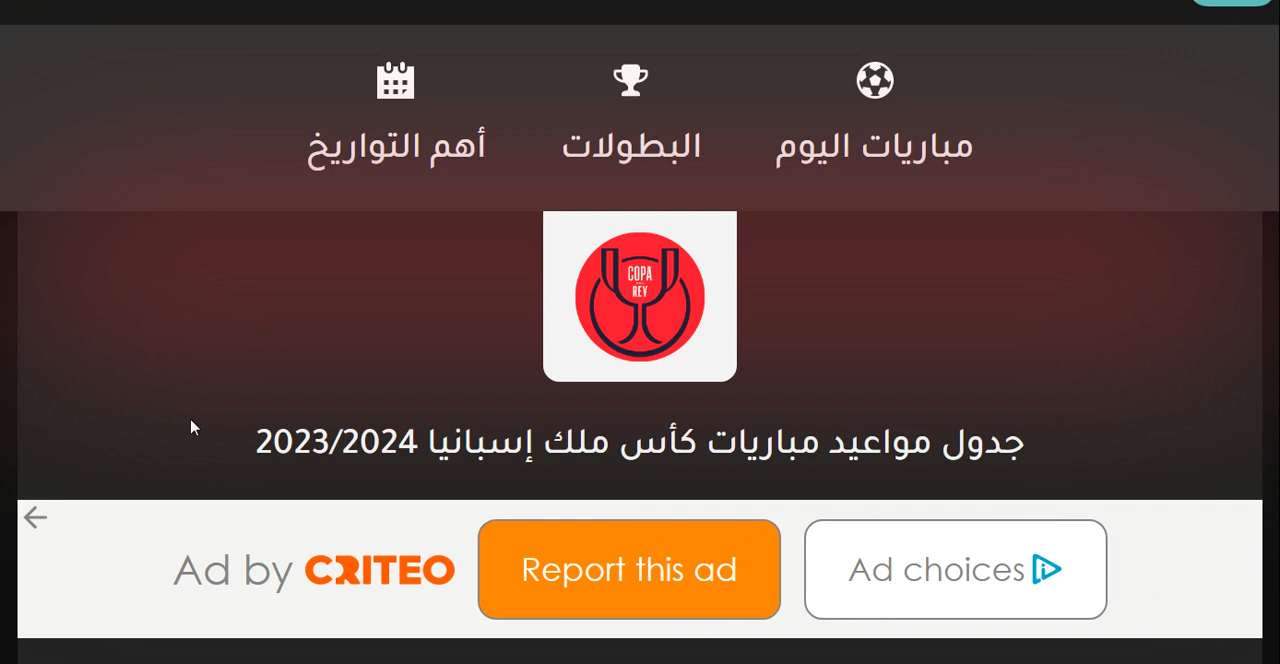 مباريات اليوم
البطولات
أهم التواريخ
COPA
REY
جدول مواعيد مباريات كأس ملك إسبانيا 2023/2024
Ad by CRITEO
Report this ad
Ad choices